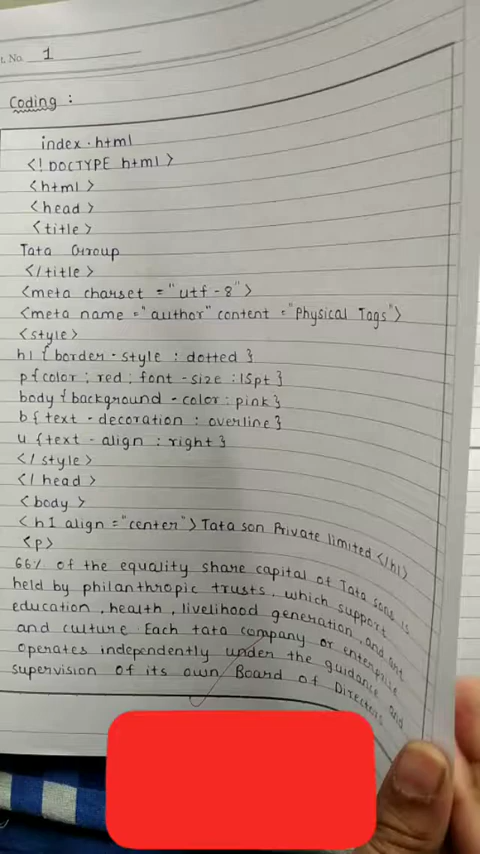 t. No. 1
Coding :
index.html
<!DOCTYPE html>
<html>
<head>
<title>
Tata Group
</title>
<meta charset ="utf-8">
<meta name ="author" content ="Physical Tags">
<style>
h1 {border-style : dotted }
p{color ; red ; font-size :15pt }
body {background-color : pink}
b{text-decoration : overline}
u {text-align : right }
</style>
</head>
<body>
<h1 align ="center"> Tata son Private limited </h1>
<p>
66% of the equality share capital of Tata sons is
held by philanthropic trusts, which support
education, health, livelihood generation, and art
and culture. Each tata company or enterprise
operates independently under the guidance and
supervision of its own Board of Directors